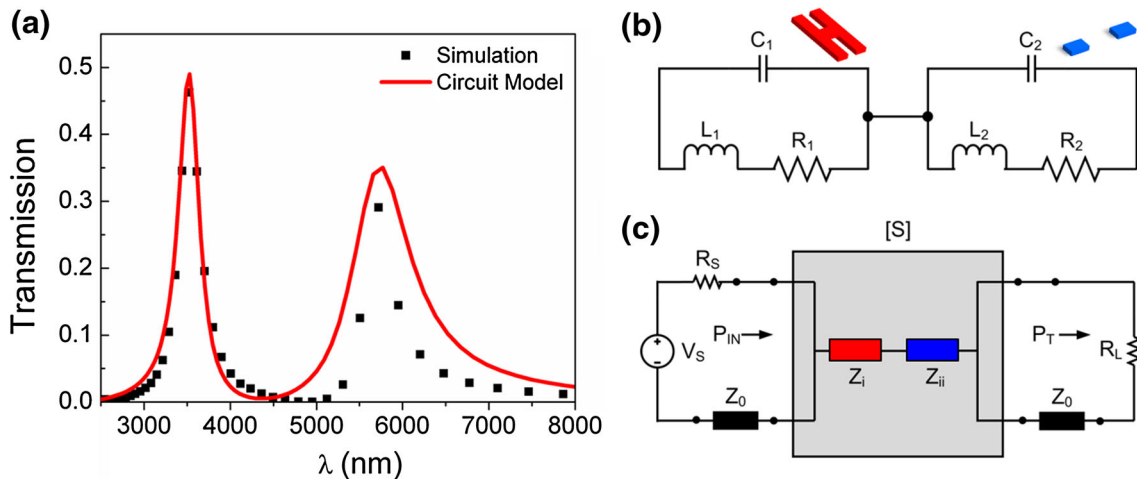 (a)
Transmission
0.5
0.4
0.3
0.2
0.1
0.0
Simulation
Circuit Model
3000 4000 5000 6000 7000 8000
λ (nm)
(b)
C1
L1
R1
C2
L2
R2
(c)
[S]
RS
VS
PIN
Z0
Zi
Zii
PT
RL
Z0